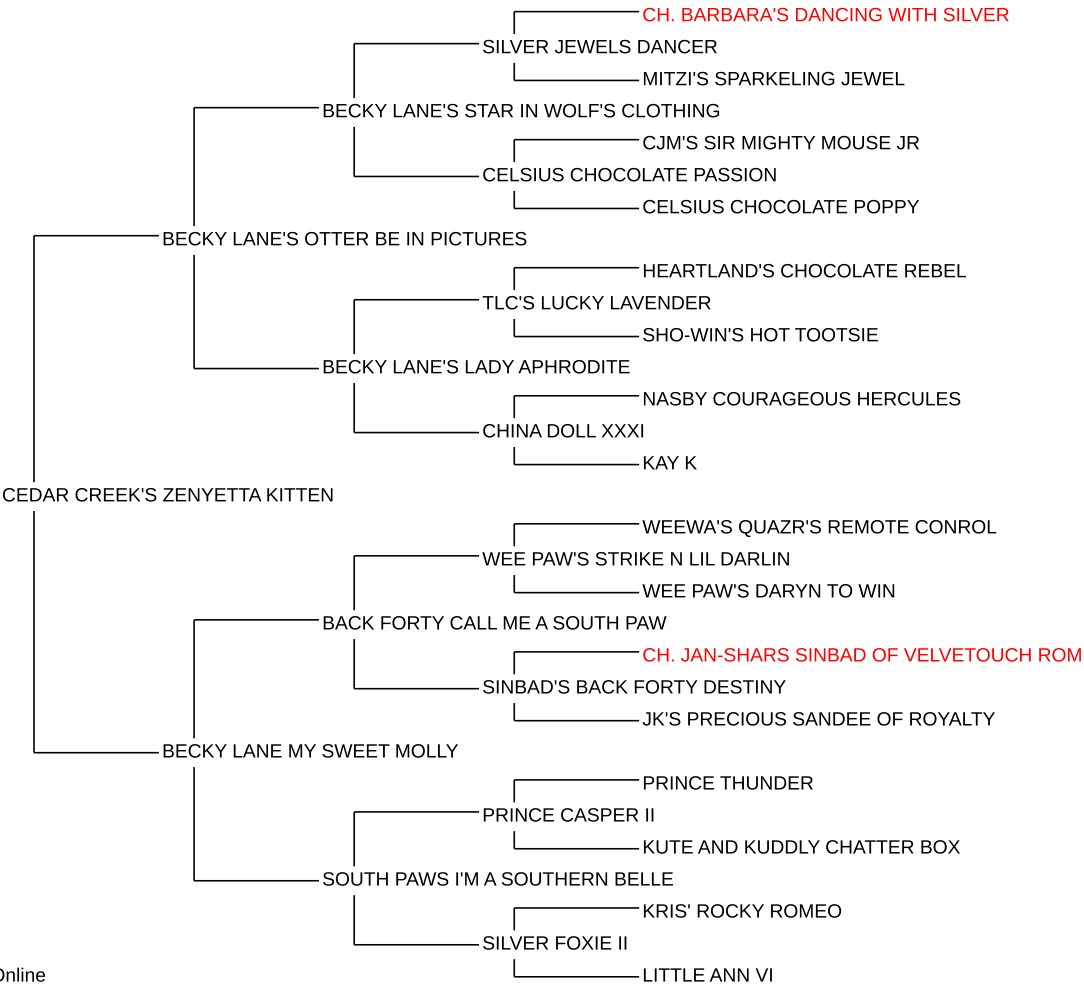 CH. BARBARA'S DANCING WITH SILVER
SILVER JEWELS DANCER
MITZI'S SPARKELING JEWEL
BECKY LANE'S STAR IN WOLF'S CLOTHING
CJM'S SIR MIGHTY MOUSE JR
CELSIUS CHOCOLATE PASSION
CELSIUS CHOCOLATE POPPY
BECKY LANE'S OTTER BE IN PICTURES
HEARTLAND'S CHOCOLATE REBEL
TLC'S LUCKY LAVENDER
SHO-WIN'S HOT TOOTSIE
BECKY LANE'S LADY APHRODITE
NASBY COURAGEOUS HERCULES
CHINA DOLL XXXI
KAY K
CEDAR CREEK'S ZENYETTA KITTEN
WEEWA'S QUAZR'S REMOTE CONROL
WEE PAW'S STRIKE N LIL DARLIN
WEE PAW'S DARYN TO WIN
BACK FORTY CALL ME A SOUTH PAW
CH. JAN-SHARS SINBAD OF VELVETOUCH ROM
SINBAD'S BACK FORTY DESTINY
JK'S PRECIOUS SANDEE OF ROYALTY
BECKY LANE MY SWEET MOLLY
PRINCE THUNDER
PRINCE CASPER II
KUTE AND KUDDLY CHATTER BOX
SOUTH PAWS I'M A SOUTHERN BELLE
KRIS' ROCKY ROMEO
SILVER FOXIE II
Online
LITTLE ANN VI